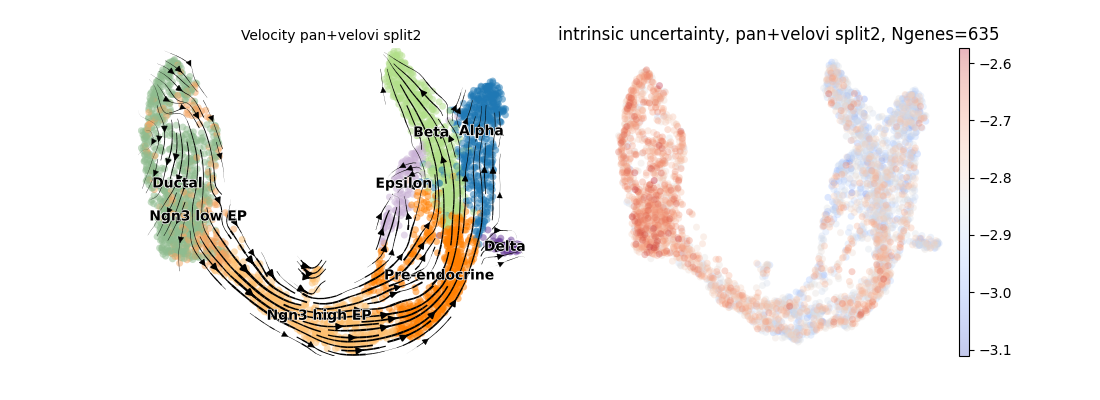 Velocity pan+velovi split2
Beta
Alpha
Ductal
Epsilon
Ngn3 low EP
Delta
Pre-endocrine
Ngn3 high EP
intrinsic uncertainty, pan+velovi split2, Ngenes=635
−2.6
−2.7
−2.8
−2.9
−3.0
−3.1